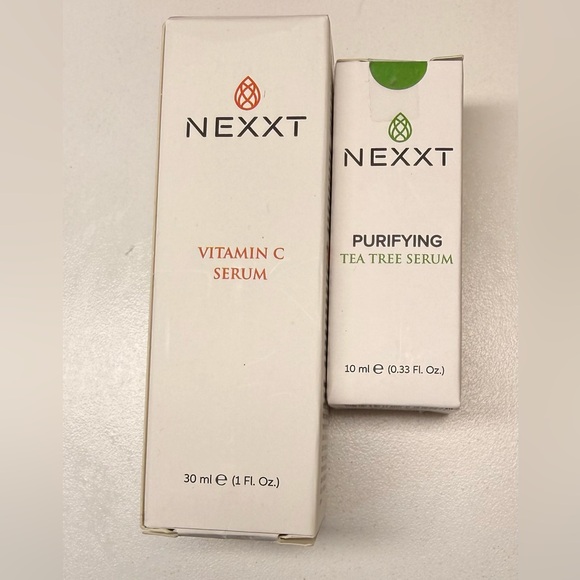 NEXXT
VITAMIN C
SERUM
30 ml e (1 Fl. Oz.)
NEXXT
PURIFYING
TEA TREE SERUM
10 ml e (0.33 Fl. Oz.)